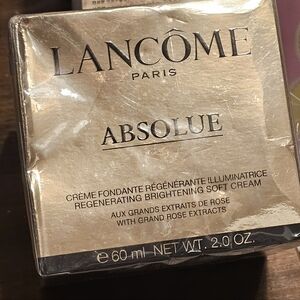 LANCÔME
PARIS
ABSOLUE
CRÈME FONDANTE RÉGÉNÉRANTE ILLUMINATRICE
REGENERATING BRIGHTENING SOFT CREAM
AUX GRANDS EXTRAITS DE ROSE
WITH GRAND ROSE EXTRACTS
e 60 ml NET WT. 2.0 OZ.